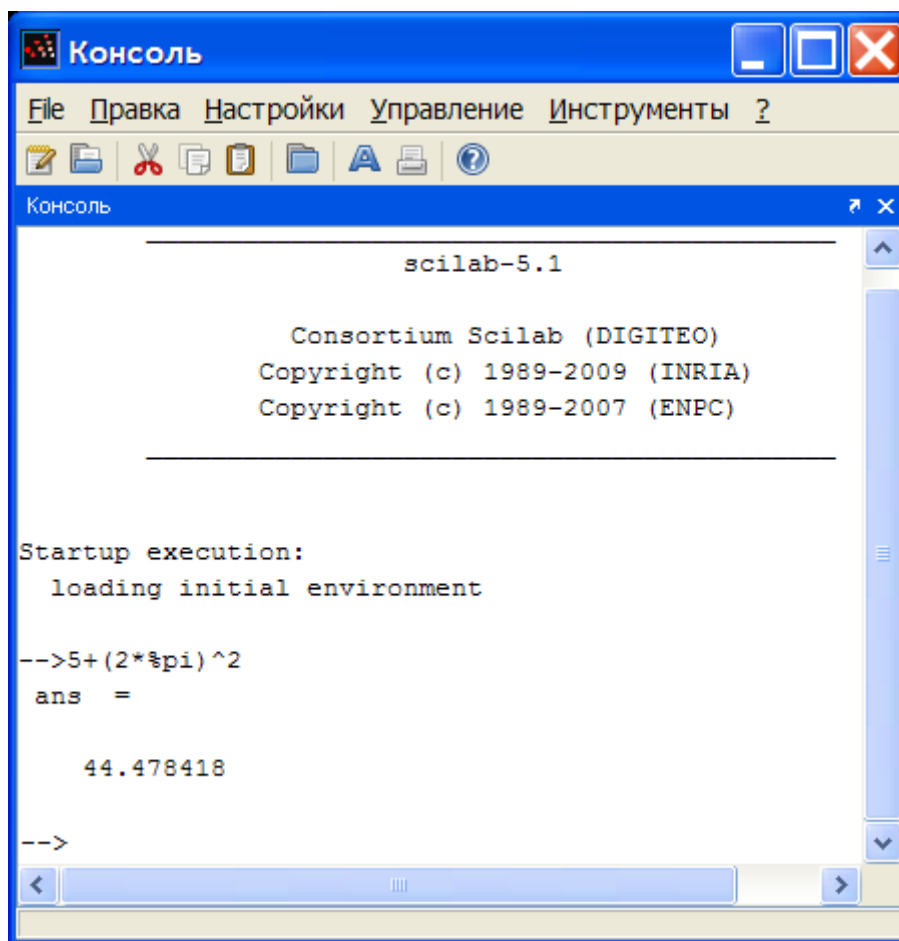 Консоль
File Правка Настройки Управление Инструменты ?
Консоль
scilab-5.1
Consortium Scilab (DIGITEO)
Copyright (c) 1989-2009 (INRIA)
Copyright (c) 1989-2007 (ENPC)
Startup execution:
loading initial environment
-->5+(2*%pi)^2
ans =
44.478418
-->